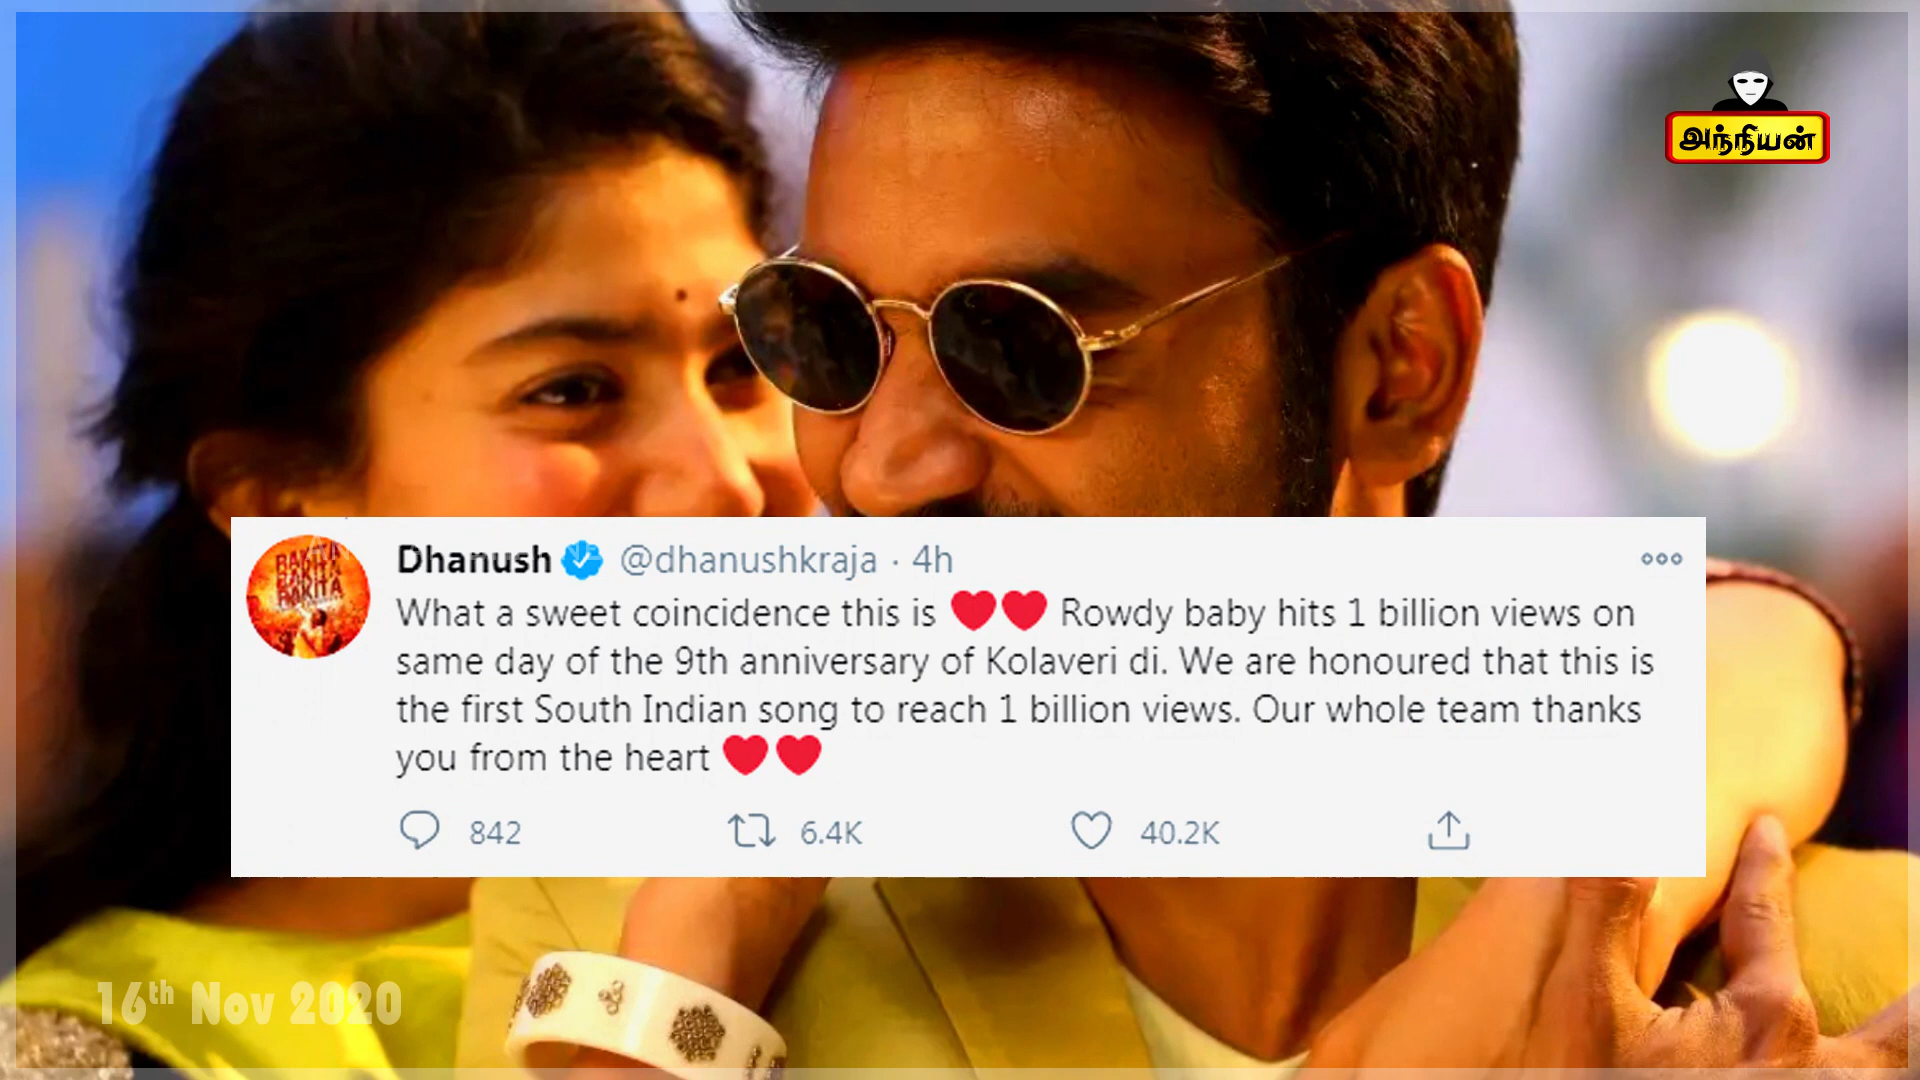 அந்நியன்
RAKITA
RAKITA
RAKITA
Dhanush @dhanushkraja · 4h
What a sweet coincidence this is ❤❤ Rowdy baby hits 1 billion views on
same day of the 9th anniversary of Kolaveri di. We are honoured that this is
the first South Indian song to reach 1 billion views. Our whole team thanks
you from the heart ❤❤
842 6.4K 40.2K
16th Nov 2020